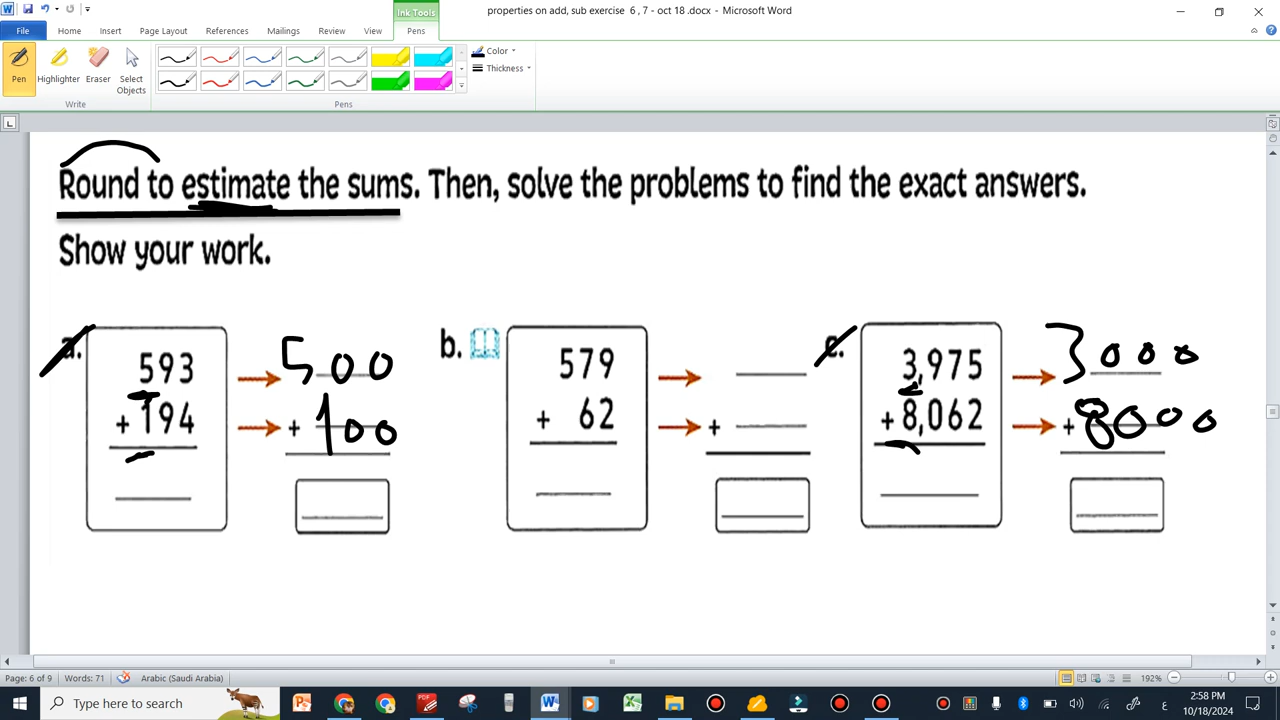 properties on add, sub exercise 6 , 7 - oct 18 .docx - Microsoft Word
Ink Tools
File Home Insert Page Layout References Mailings Review View Pens
Pen Highlighter Eraser Select Objects
Color
Thickness
Write Pens
Round to estimate the sums. Then, solve the problems to find the exact answers.
Show your work.
a. 593 → 500
+ 194 → + 100
b. 579 →
+ 62 → +
c. 3,975 → 3000
+ 8,062 → + 8000
Page: 6 of 9 Words: 71 Arabic (Saudi Arabia) 192%
Type here to search
2:58 PM
10/18/2024